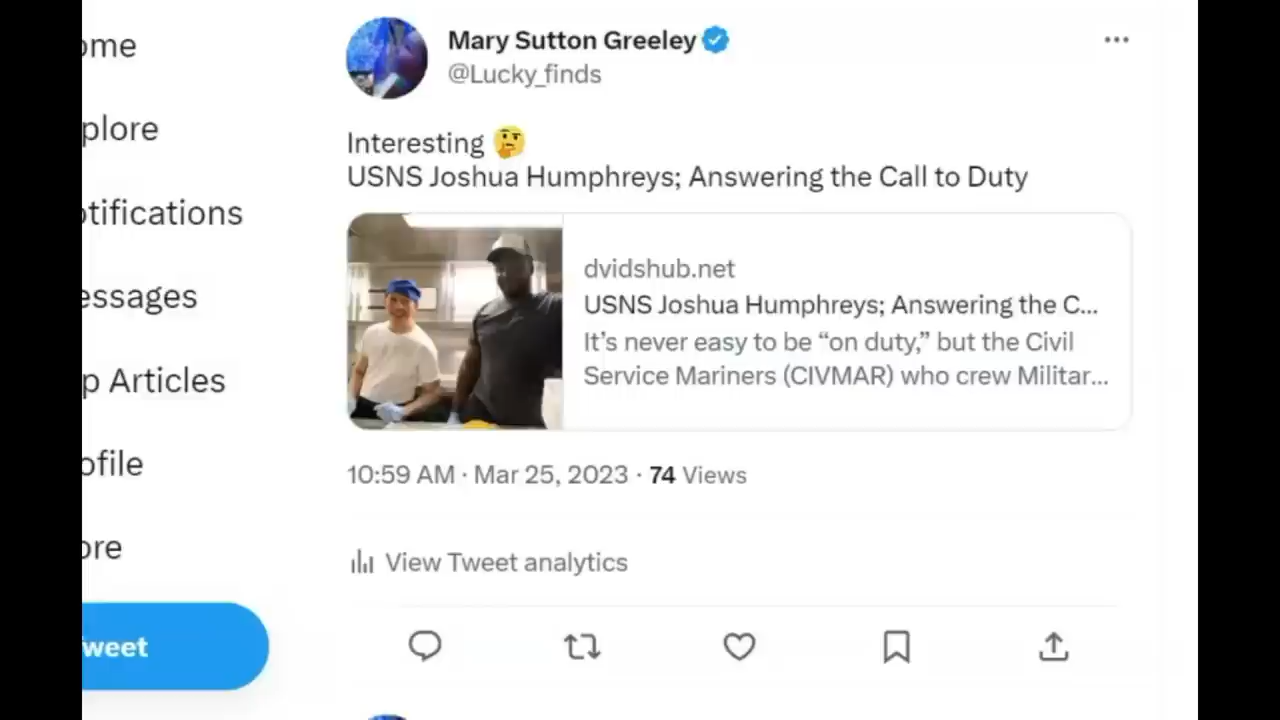 ome
plore
otifications
essages
p Articles
ofile
ore
weet
Mary Sutton Greeley
@Lucky_finds
Interesting 🤔
USNS Joshua Humphreys; Answering the Call to Duty
dvidshub.net
USNS Joshua Humphreys; Answering the C...
It's never easy to be “on duty,” but the Civil
Service Mariners (CIVMAR) who crew Militar...
10:59 AM · Mar 25, 2023 · 74 Views
View Tweet analytics